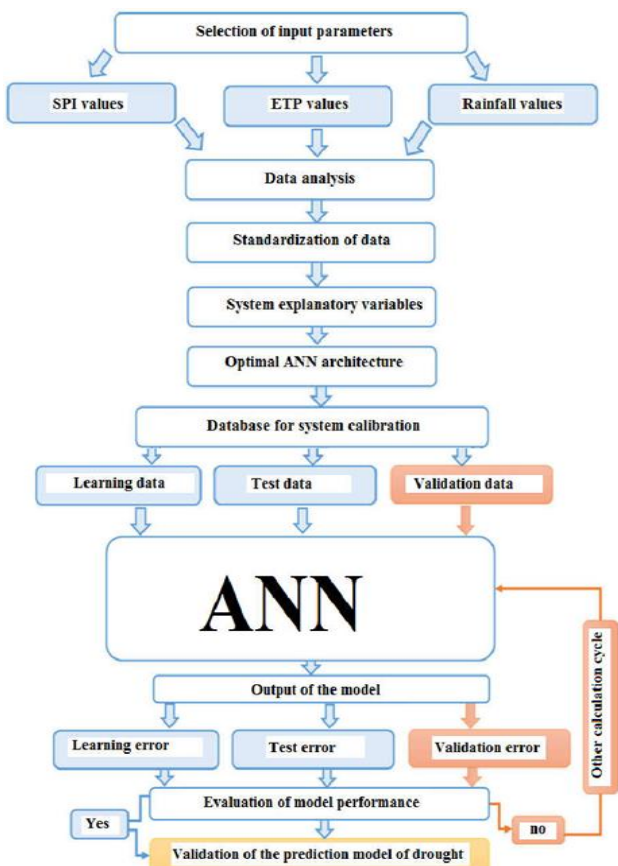 Selection of input parameters
SPI values
ETP values
Rainfall values
Data analysis
Standardization of data
System explanatory variables
Optimal ANN architecture
Database for system calibration
Learning data
Test data
Validation data
ANN
Other calculation cycle
Output of the model
Learning error
Test error
Validation error
Evaluation of model performance
Yes
no
Validation of the prediction model of drought